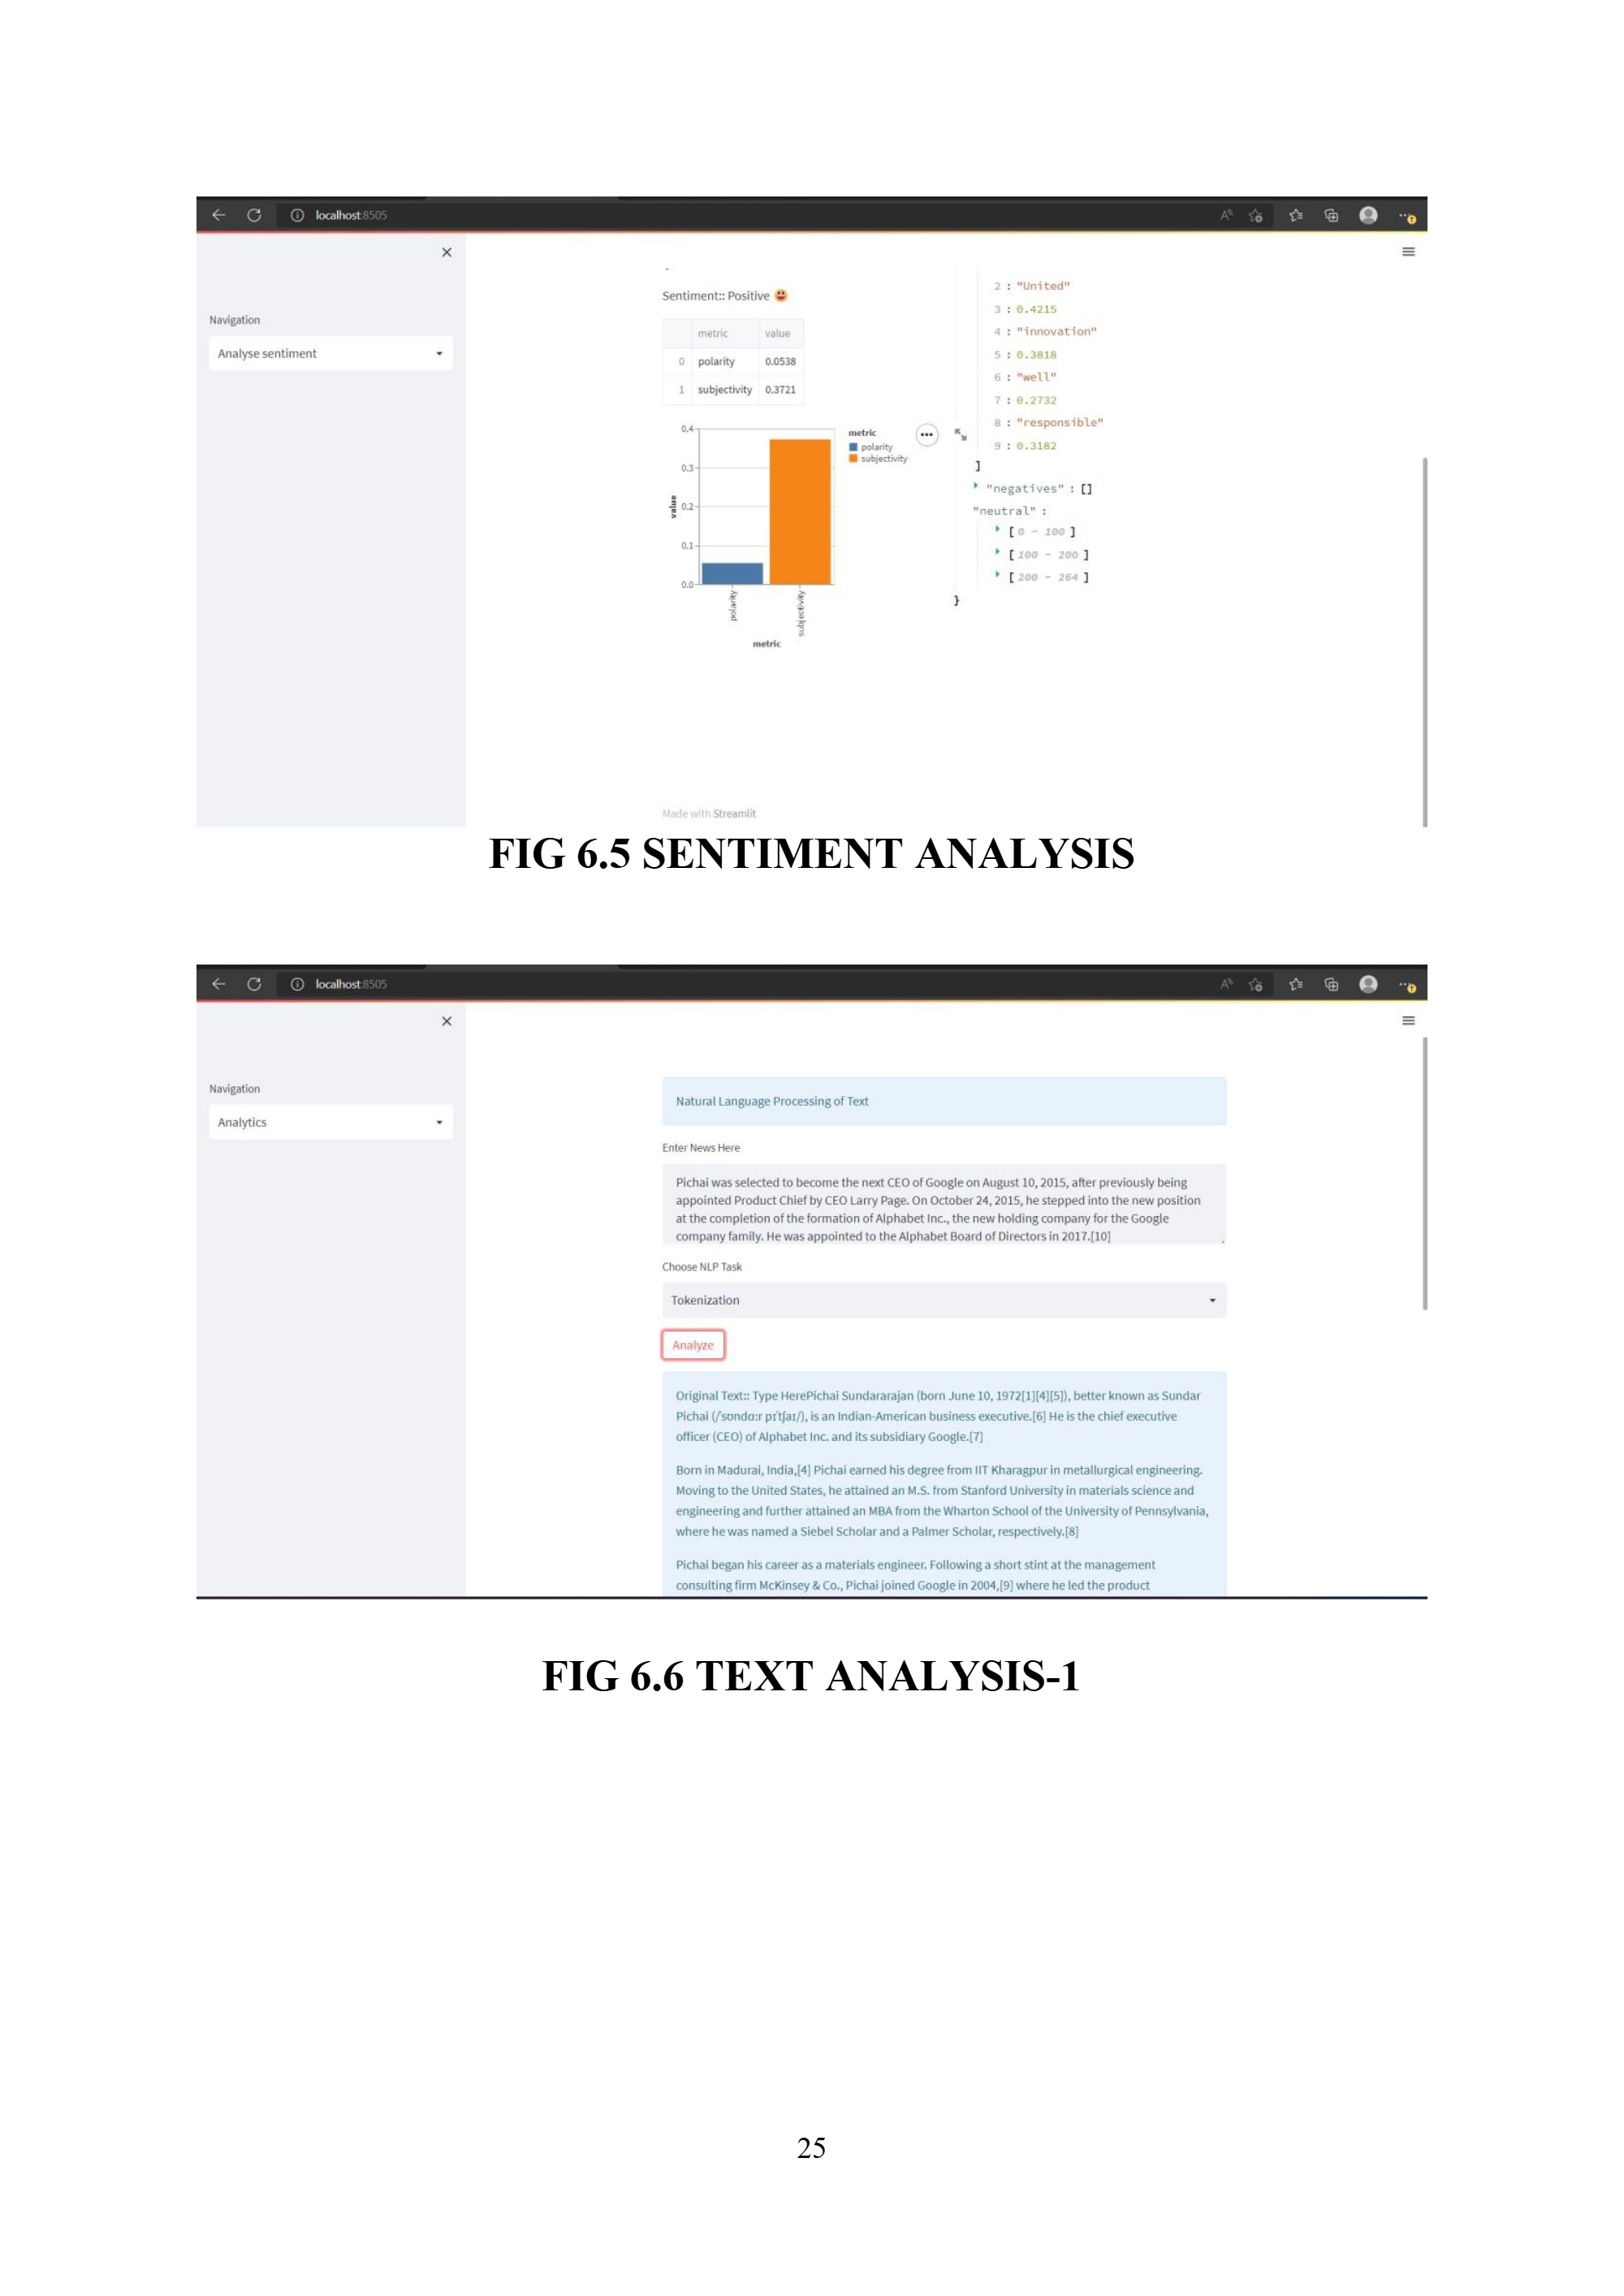 localhost:8505
Navigation
Analyse sentiment
Sentiment:: Positive 😃
metric value
0 polarity 0.0538
1 subjectivity 0.3721
0.4
0.3
0.2
0.1
0.0
value
polarity
subjectivity
metric
metric
polarity
subjectivity
2 : "United"
3 : 0.4215
4 : "innovation"
5 : 0.3818
6 : "well"
7 : 0.2732
8 : "responsible"
9 : 0.3182
]
"negatives" : []
"neutral" :
[ 0 – 100 ]
[ 100 – 200 ]
[ 200 – 264 ]
}
Made with Streamlit
FIG 6.5 SENTIMENT ANALYSIS
localhost:8505
Navigation
Analytics
Natural Language Processing of Text
Enter News Here
Pichai was selected to become the next CEO of Google on August 10, 2015, after previously being
appointed Product Chief by CEO Larry Page. On October 24, 2015, he stepped into the new position
at the completion of the formation of Alphabet Inc., the new holding company for the Google
company family. He was appointed to the Alphabet Board of Directors in 2017.[10]
Choose NLP Task
Tokenization
Analyze
Original Text:: Type HerePichai Sundararajan (born June 10, 1972[1][4][5]), better known as Sundar
Pichai (/ˈsʊndɑːr pɪˈtʃaɪ/), is an Indian-American business executive.[6] He is the chief executive
officer (CEO) of Alphabet Inc. and its subsidiary Google.[7]
Born in Madurai, India,[4] Pichai earned his degree from IIT Kharagpur in metallurgical engineering.
Moving to the United States, he attained an M.S. from Stanford University in materials science and
engineering and further attained an MBA from the Wharton School of the University of Pennsylvania,
where he was named a Siebel Scholar and a Palmer Scholar, respectively.[8]
Pichai began his career as a materials engineer. Following a short stint at the management
consulting firm McKinsey & Co., Pichai joined Google in 2004,[9] where he led the product
FIG 6.6 TEXT ANALYSIS-1
25